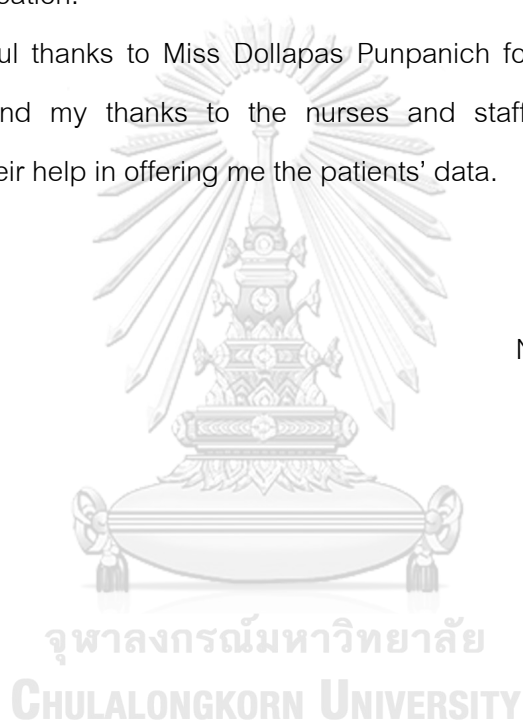 ul thanks to Miss Dollapas Punpanich fo
nd my thanks to the nurses and staff
eir help in offering me the patients' data.
N
จุฬาลงกรณ์มหาวิทยาลัย
CHULALONGKORN UNIVERSITY